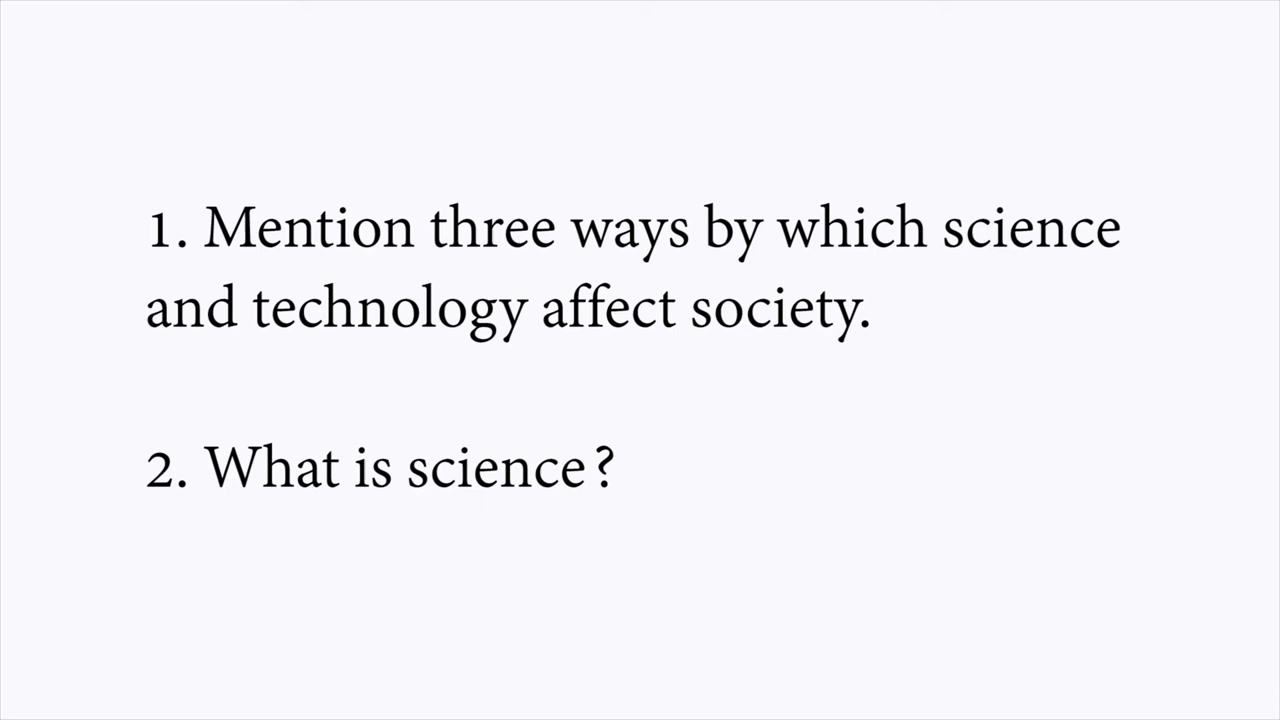 1. Mention three ways by which science
and technology affect society.
2. What is science?